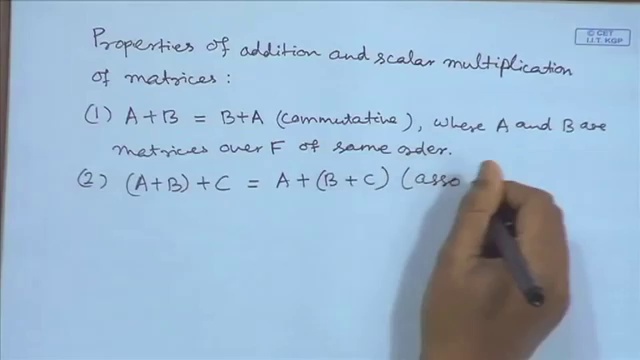 Properties of addition and scalar multiplication
of matrices :
(1) A+B = B+A (commutative), where A and B are
matrices over F of same order.
(2) (A+B)+C = A+(B+C) (asso
© CET
I.I.T. KGP